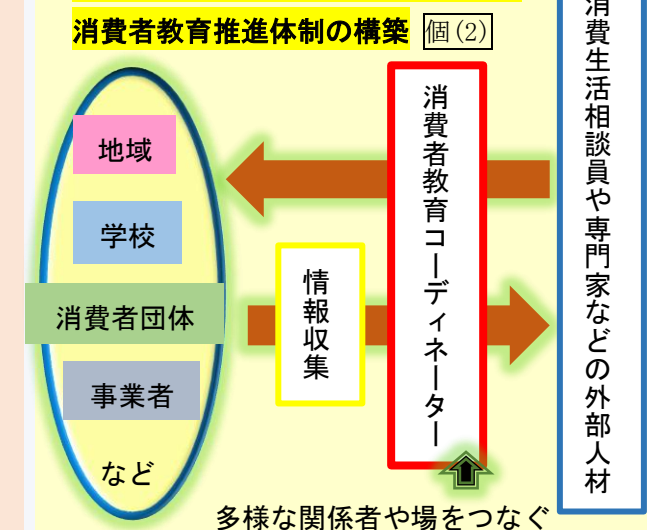 消費者教育推進体制の構築 個(2)
地域
学校
消費者団体
事業者
など
情報収集
消費者教育コーディネーター
消費生活相談員や専門家などの外部人材
多様な関係者や場をつなぐ